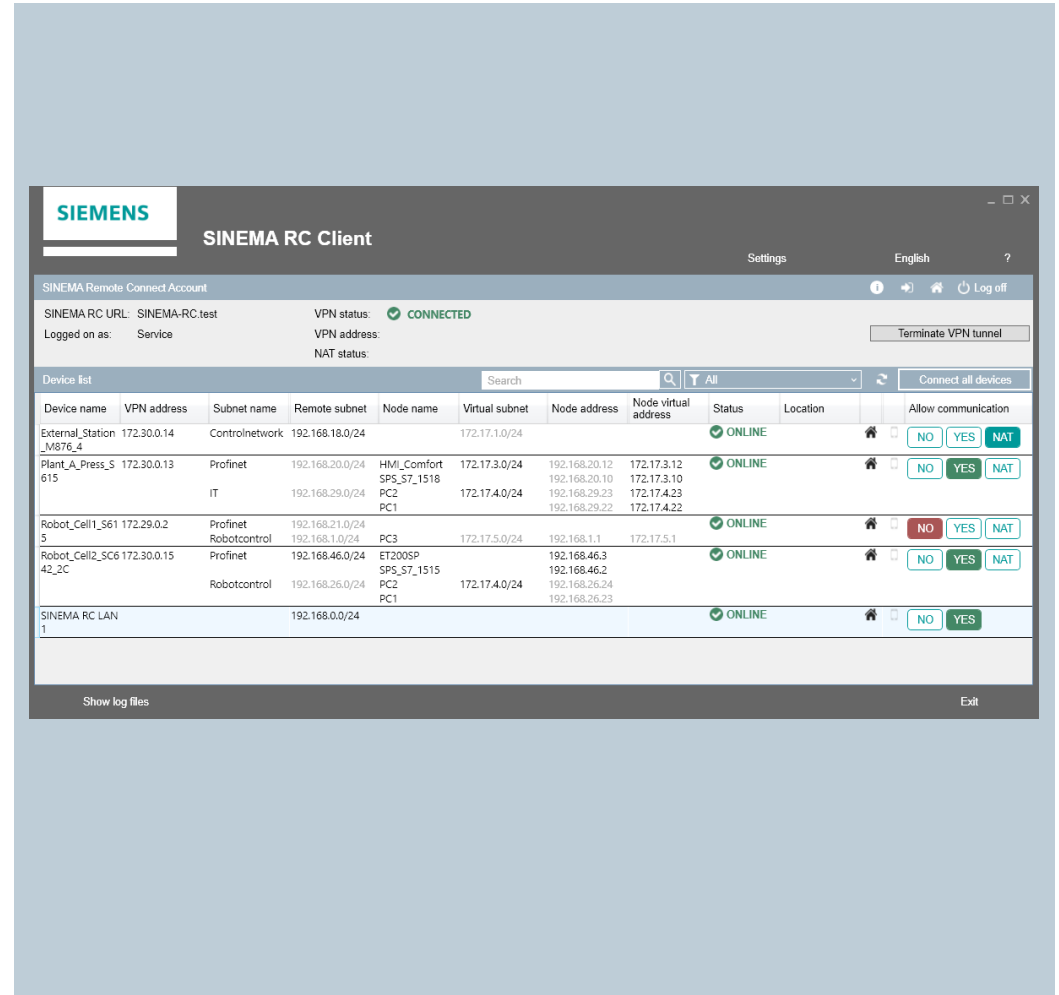 SIEMENS
SINEMA RC Client
Settings English ?
SINEMA Remote Connect Account Log off
SINEMA RC URL: SINEMA-RC.test VPN status: CONNECTED
Logged on as: Service VPN address: Terminate VPN tunnel
NAT status:
Device list Search All Connect all devices
Device name VPN address Subnet name Remote subnet Node name Virtual subnet Node address Node virtual address Status Location Allow communication
External_Station 172.30.0.14 Controlnetwork 192.168.18.0/24 172.17.1.0/24 ONLINE NO YES NAT
_M876_4
Plant_A_Press_S 172.30.0.13 Profinet 192.168.20.0/24 HMI_Comfort 172.17.3.0/24 192.168.20.12 172.17.3.12 ONLINE NO YES NAT
615 SPS_S7_1518 192.168.20.10 172.17.3.10
IT 192.168.29.0/24 PC2 172.17.4.0/24 192.168.29.23 172.17.4.23
PC1 192.168.29.22 172.17.4.22
Robot_Cell1_S61 172.29.0.2 Profinet 192.168.21.0/24 ONLINE NO YES NAT
5 Robotcontrol 192.168.1.0/24 PC3 172.17.5.0/24 192.168.1.1 172.17.5.1
Robot_Cell2_SC6 172.30.0.15 Profinet 192.168.46.0/24 ET200SP 192.168.46.3 ONLINE NO YES NAT
42_2C SPS_S7_1515 192.168.46.2
Robotcontrol 192.168.26.0/24 PC2 172.17.4.0/24 192.168.26.24
PC1 192.168.26.23
SINEMA RC LAN 192.168.0.0/24 ONLINE NO YES
1
Show log files Exit